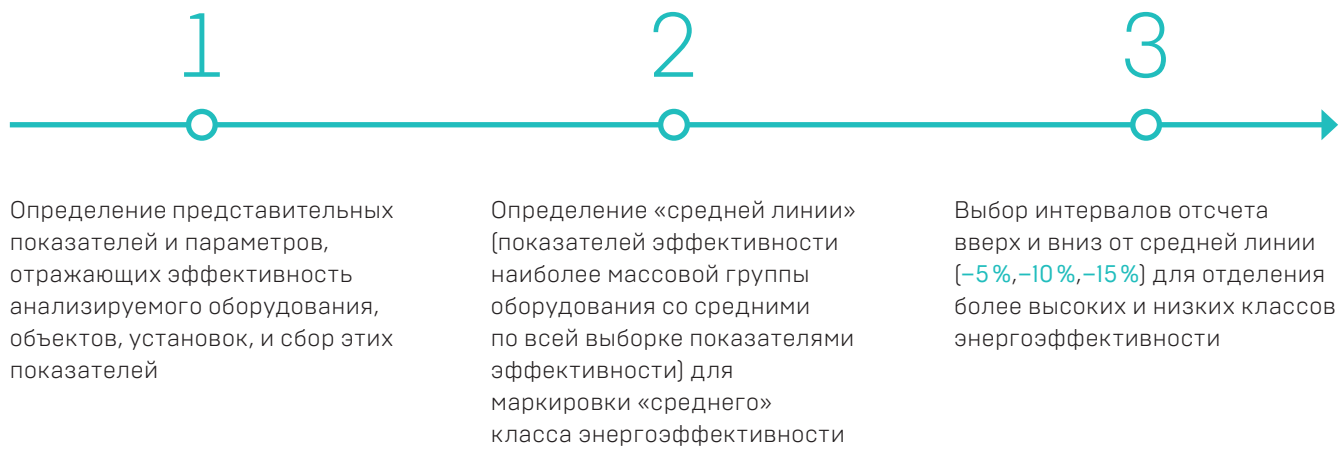 1
Определение представительных
показателей и параметров,
отражающих эффективность
анализируемого оборудования,
объектов, установок, и сбор этих
показателей
2
Определение «средней линии»
(показателей эффективности
наиболее массовой группы
оборудования со средними
по всей выборке показателями
эффективности) для
маркировки «среднего»
класса энергоэффективности
3
Выбор интервалов отсчета
вверх и вниз от средней линии
(–5 %,–10 %,–15 %) для отделения
более высоких и низких классов
энергоэффективности